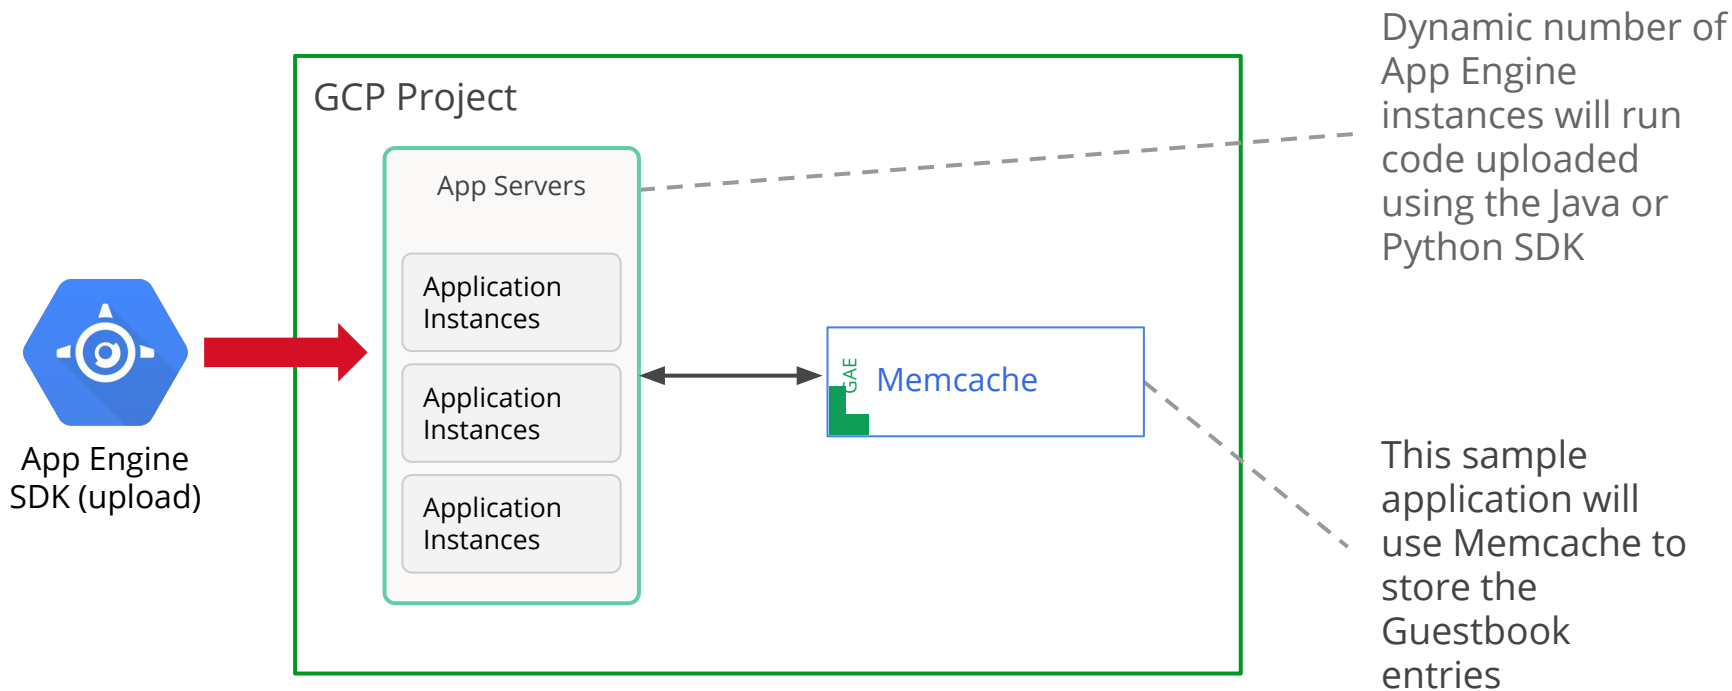 GCP Project
App Servers
Application
Instances
Application
Instances
Application
Instances
App Engine
SDK (upload)
GAE
Memcache
Dynamic number of
App Engine
instances will run
code uploaded
using the Java or
Python SDK
This sample
application will
use Memcache to
store the
Guestbook
entries